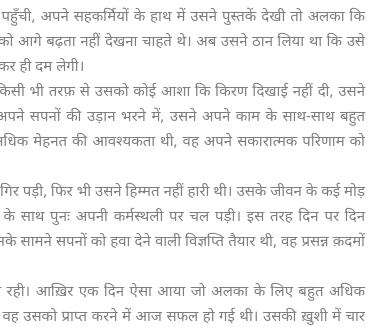 पहुँची, अपने सहकर्मियों के हाथ में उसने पुस्तकें देखी तो अलका कि
को आगे बढ़ता नहीं देखना चाहते थे। अब उसने ठान लिया था कि उसे
कर ही दम लेगी।
किसी भी तरफ़ से उसको कोई आशा कि किरण दिखाई नहीं दी, उसने
अपने सपनों की उड़ान भरने में, उसने अपने काम के साथ-साथ बहुत
अधिक मेहनत की आवश्यकता थी, वह अपने सकारात्मक परिणाम को
गिर पड़ी, फिर भी उसने हिम्मत नहीं हारी थी। उसके जीवन के कई मोड़
के साथ पुनः अपनी कर्मस्थली पर चल पड़ी। इस तरह दिन पर दिन
सामने सपनों को हवा देने वाली विज्ञप्ति तैयार थी, वह प्रसन्न क़दमों
रही। आख़िर एक दिन ऐसा आया जो अलका के लिए बहुत अधिक
वह उसको प्राप्त करने में आज सफल हो गई थी। उसकी ख़ुशी में चार